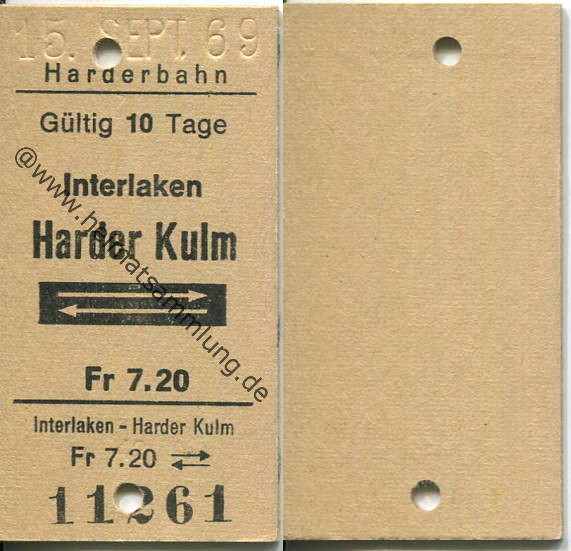 15. SEPT. 69
Harderbahn
Gültig 10 Tage
Interlaken
Harder Kulm
Fr 7.20
Interlaken - Harder Kulm
Fr 7.20 ⇄
11261
@www.heimatsammlung.de